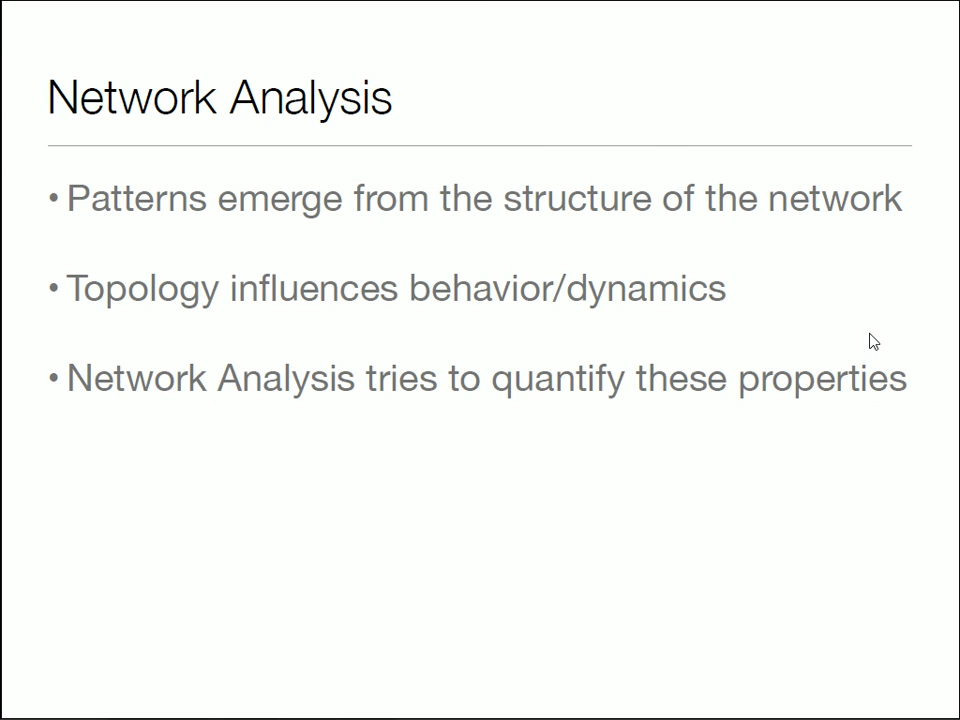 Network Analysis
• Patterns emerge from the structure of the network
• Topology influences behavior/dynamics
• Network Analysis tries to quantify these properties